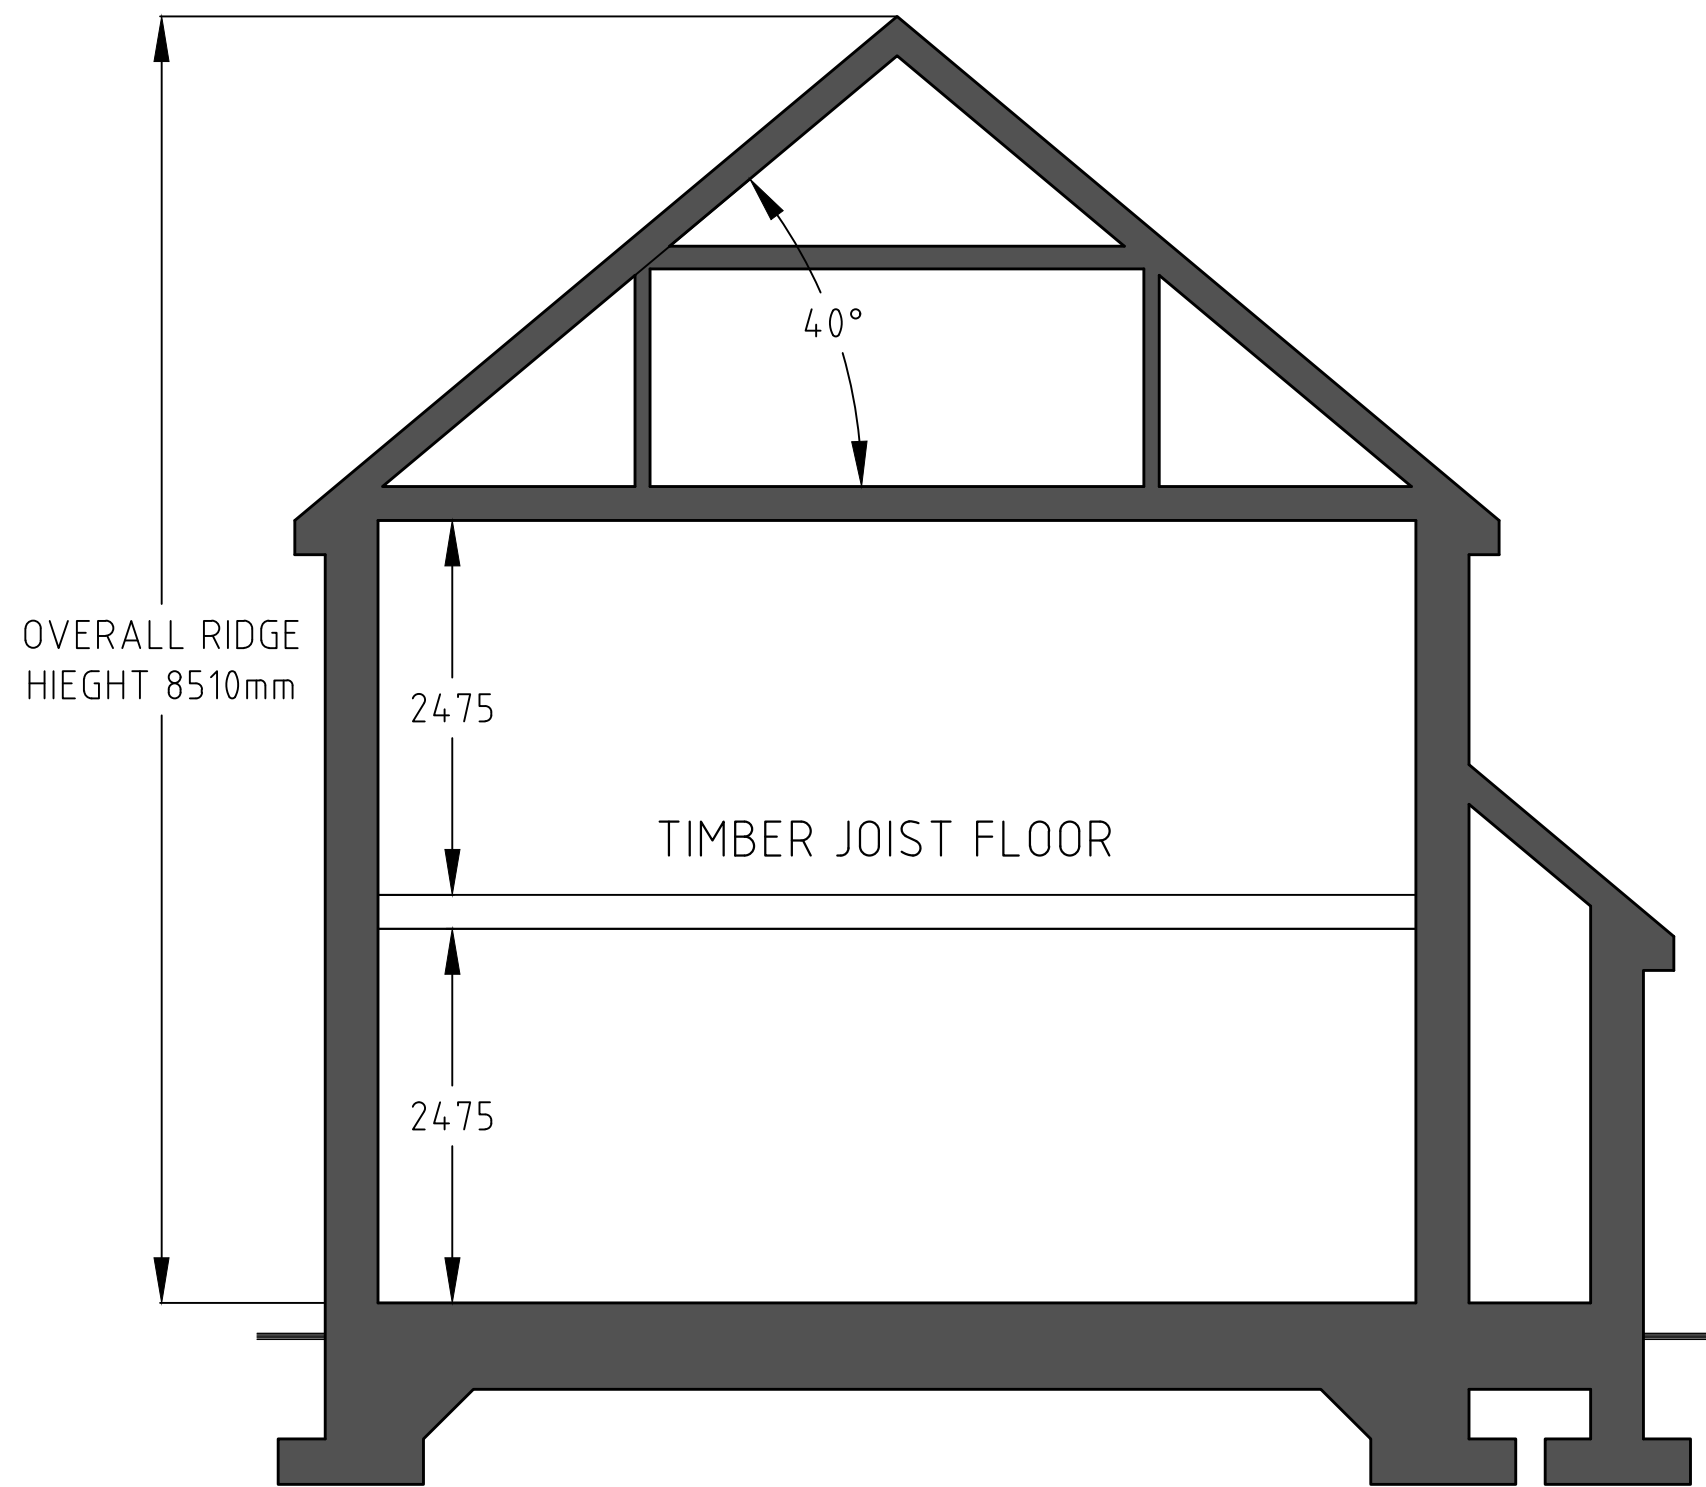 40°
OVERALL RIDGE
HIEGHT 8510mm
2475
TIMBER JOIST FLOOR
2475